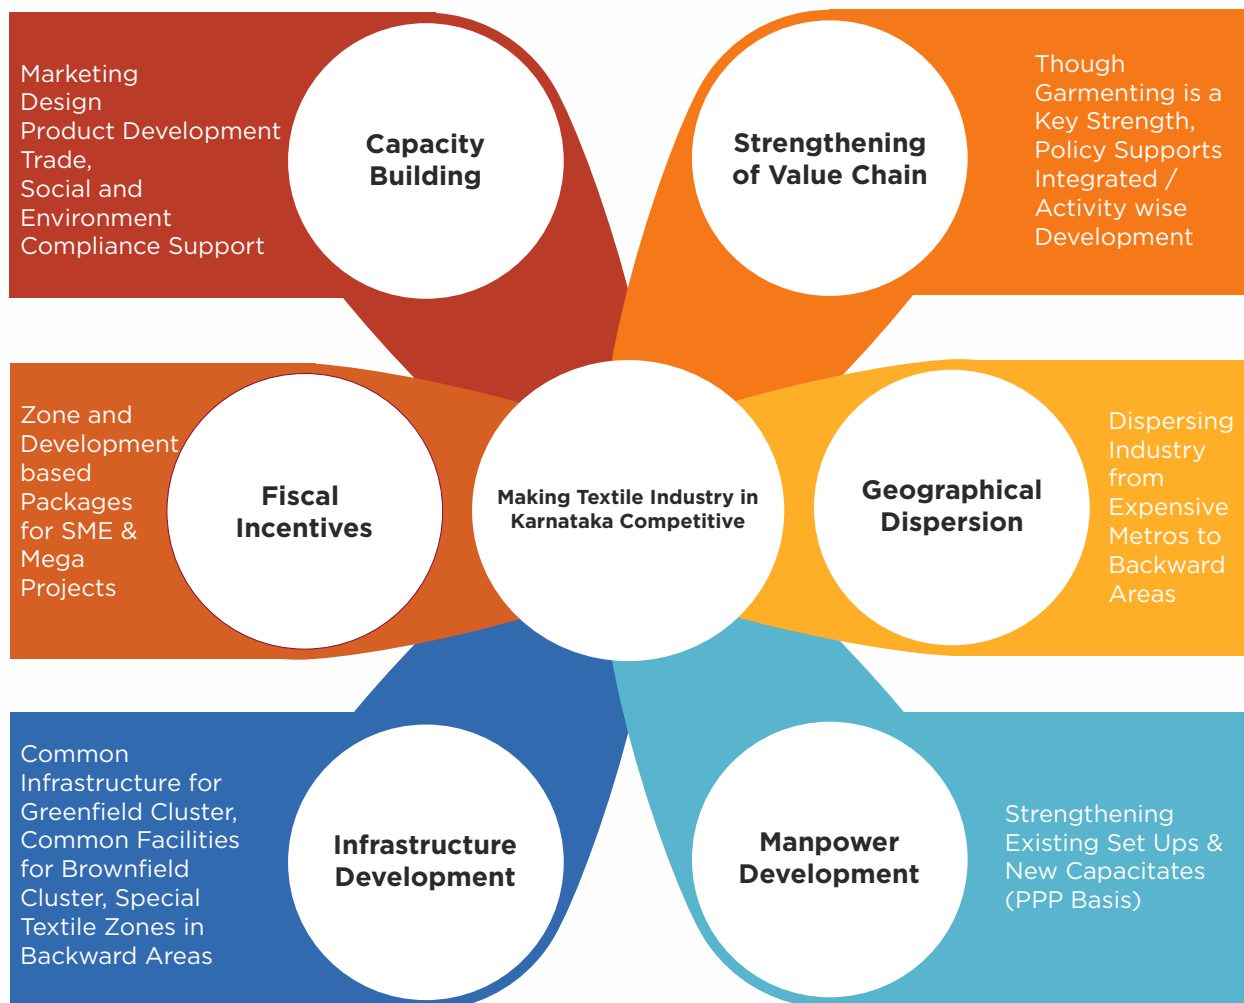 Marketing
Design
Product Development
Trade,
Social and
Environment
Compliance Support
Capacity
Building
Strengthening
of Value Chain
Though
Garmenting is a
Key Strength,
Policy Supports
Integrated /
Activity wise
Development
Zone and
Development
based
Packages
for SME &
Mega
Projects
Fiscal
Incentives
Making Textile Industry in
Karnataka Competitive
Geographical
Dispersion
Dispersing
Industry
from
Expensive
Metros to
Backward
Areas
Common
Infrastructure for
Greenfield Cluster,
Common Facilities
for Brownfield
Cluster, Special
Textile Zones in
Backward Areas
Infrastructure
Development
Manpower
Development
Strengthening
Existing Set Ups &
New Capacitates
(PPP Basis)